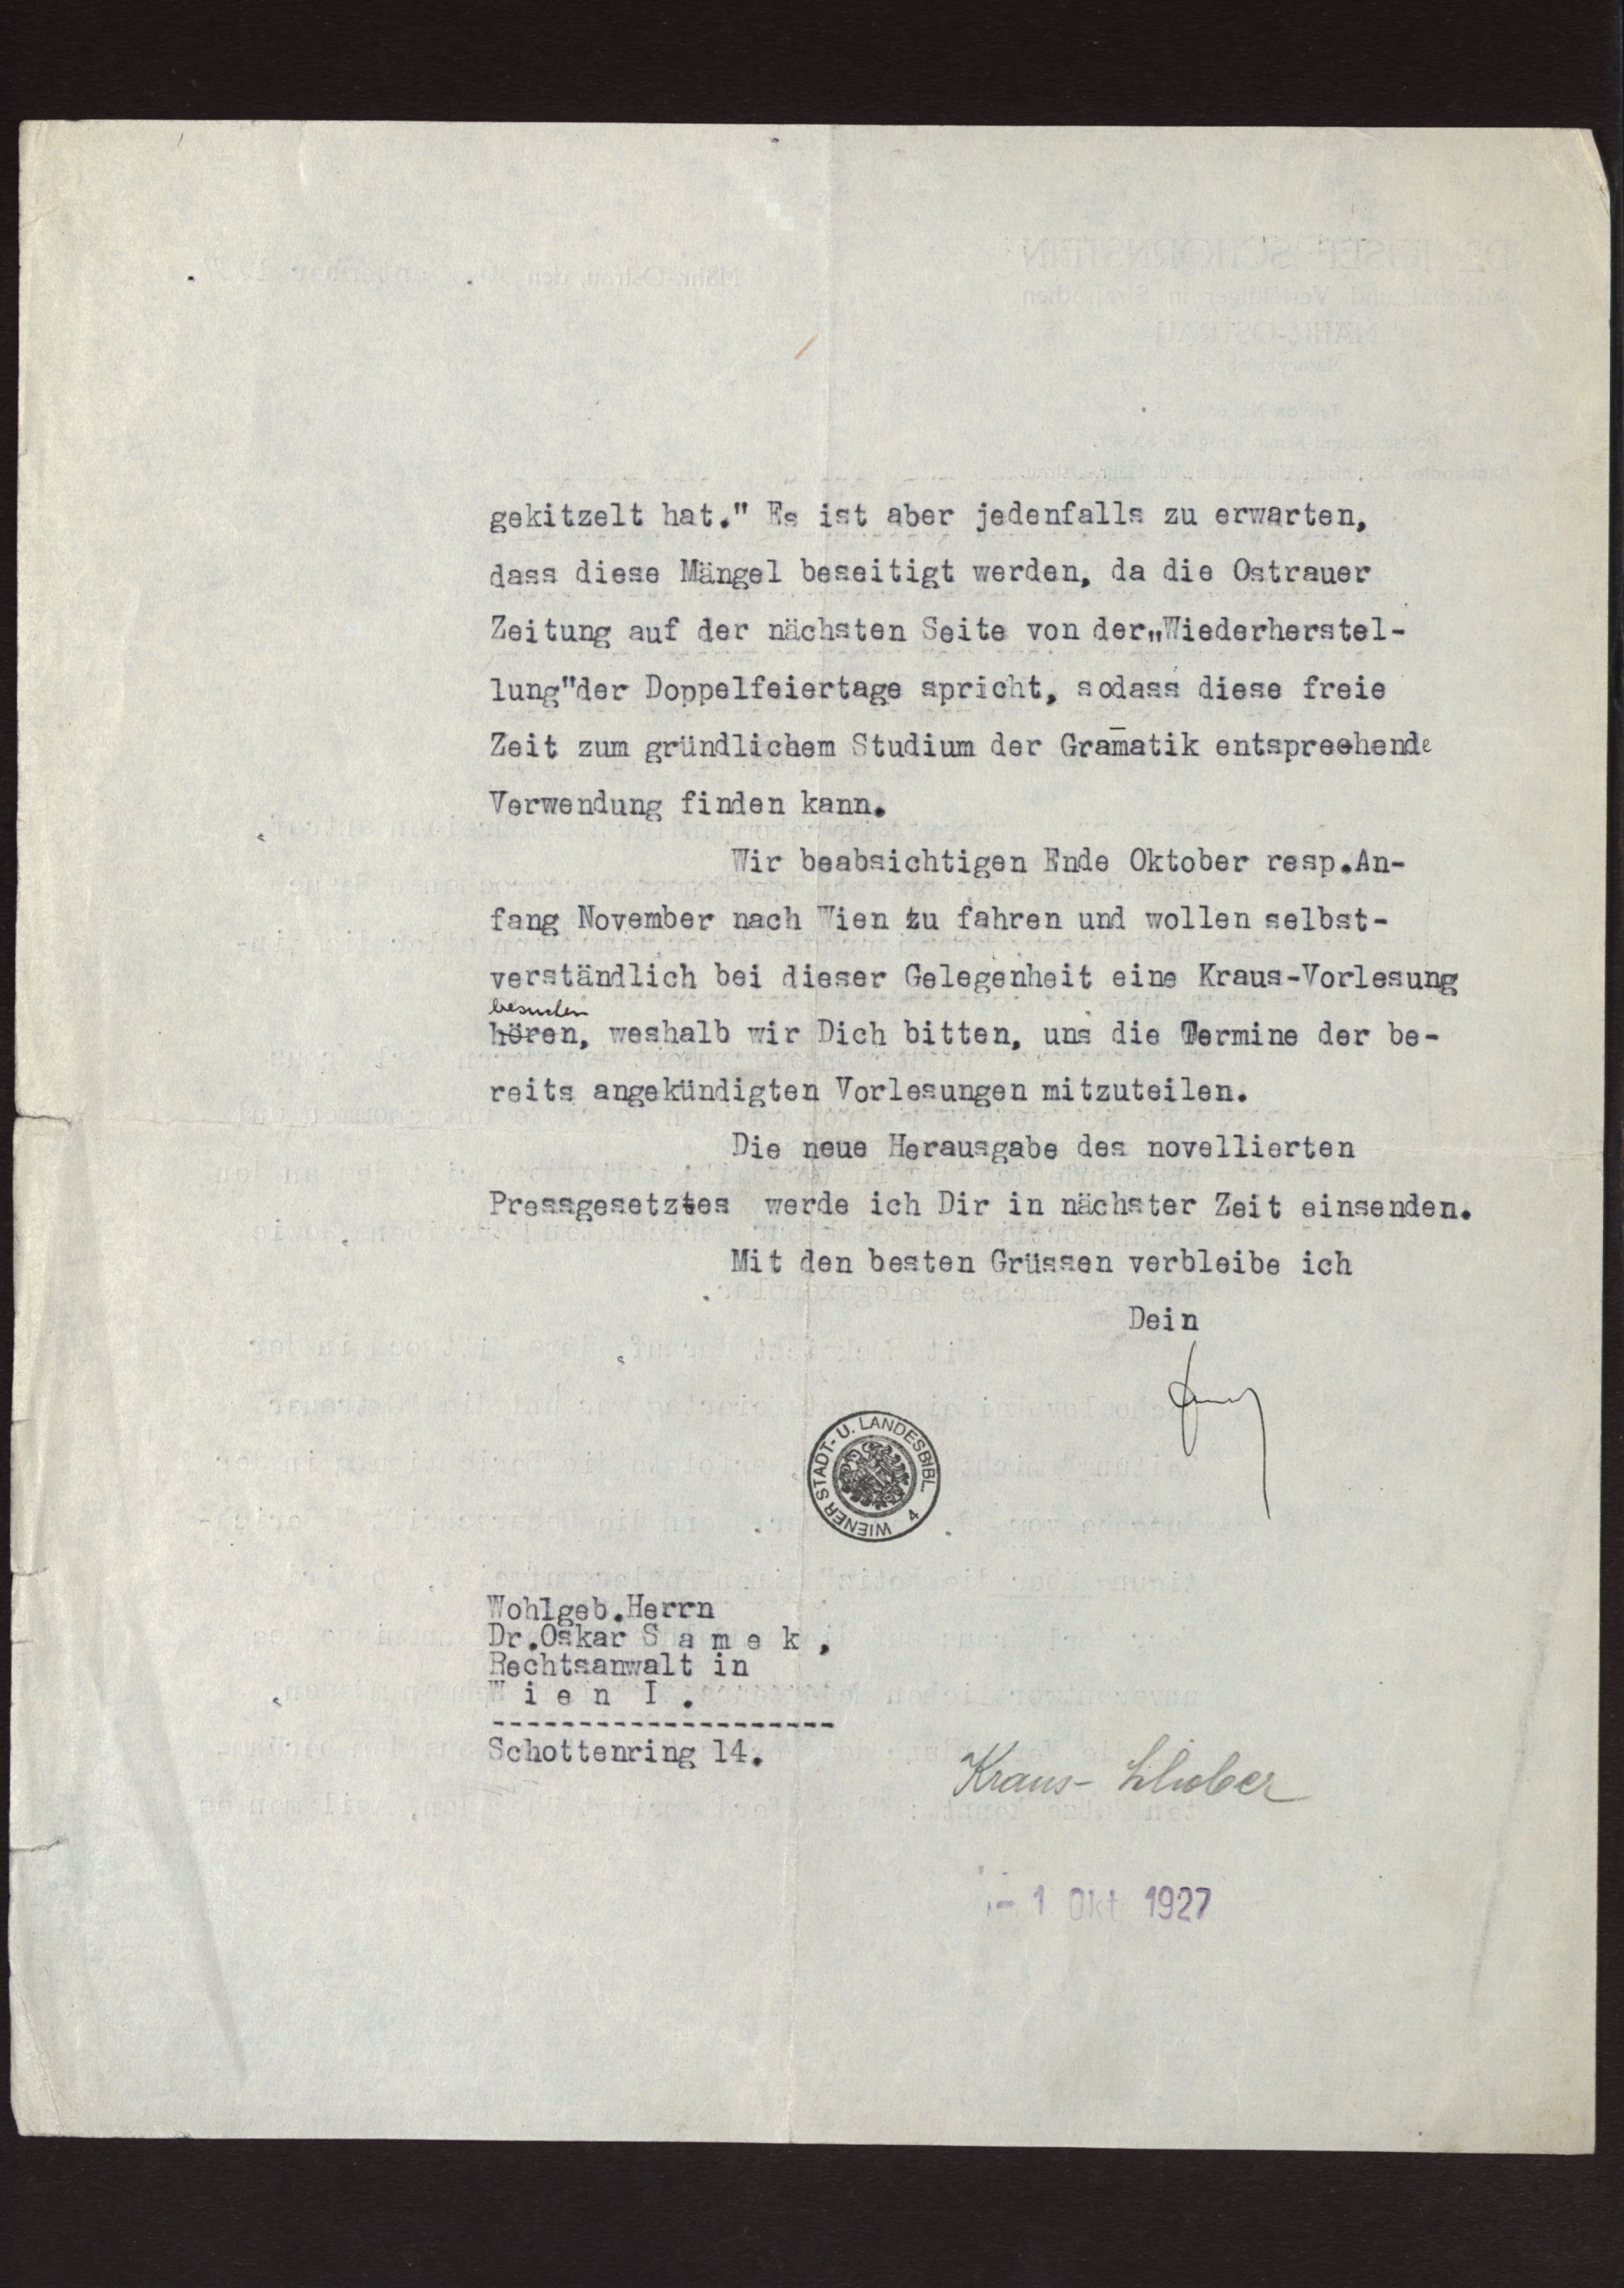 gekitzelt hat." Es ist aber jedenfalls zu erwarten,
dass diese Mängel beseitigt werden, da die Ostrauer
Zeitung auf der nächsten Seite von der„Wiederherstel-
lung"der Doppelfeiertage spricht, sodass diese freie
Zeit zum gründlichem Studium der Gram̄atik entsprechende
Verwendung finden kann.
Wir beabsichtigen Ende Oktober resp.An-
fang November nach Wien zu fahren und wollen selbst-
verständlich bei dieser Gelegenheit eine Kraus-Vorlesung
besuchen
hören, weshalb wir Dich bitten, uns die Termine der be-
reits angekündigten Vorlesungen mitzuteilen.
Die neue Herausgabe des novellierten
Pressgesetztes werde ich Dir in nächster Zeit einsenden.
Mit den besten Grüssen verbleibe ich
Dein
WIENER STADT- U. LANDESBIBL. 4
Wohlgeb.Herrn
Dr.Oskar S a m e k ,
Rechtsanwalt in
W i e n I .
--------------------
Schottenring 14.
Kraus- Schober
- 1 Okt 1927